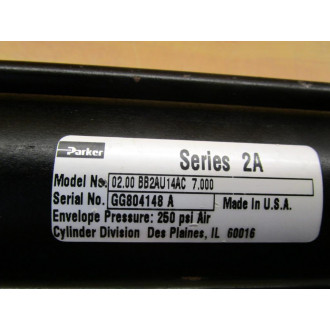 Parker
Series 2A
Model No. 02.00 BB2AU14AC 7.000
Serial No. GG804148 A Made In U.S.A.
Envelope Pressure: 250 psi Air
Cylinder Division Des Plaines, IL 60016